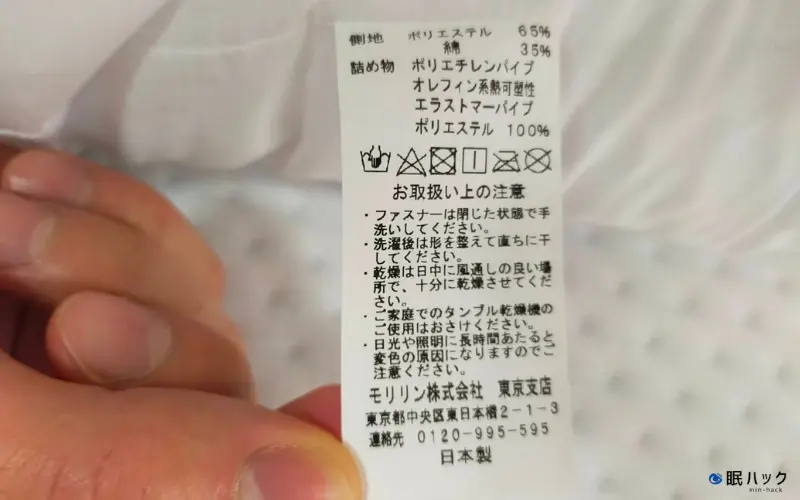 側地 ポリエステル 65%
綿 35%
詰め物 ポリエチレンパイプ
オレフィン系熱可塑性
エラストマーパイプ
ポリエステル 100%
お取扱い上の注意
・ファスナーは閉じた状態で手
洗いしてください。
・洗濯後は形を整えて直ちに干
してください。
・乾燥は日中に風通しの良い場
所で、十分に乾燥させてくだ
さい。
・ご家庭でのタンブル乾燥機の
ご使用はおさけください。
・日光や照明に長時間あたると
変色の原因になりますのでご
注意ください。
モリリン株式会社 東京支店
東京都中央区東日本橋2-1-3
連絡先 0120-995-595
日本製
眠ハック
min-hack